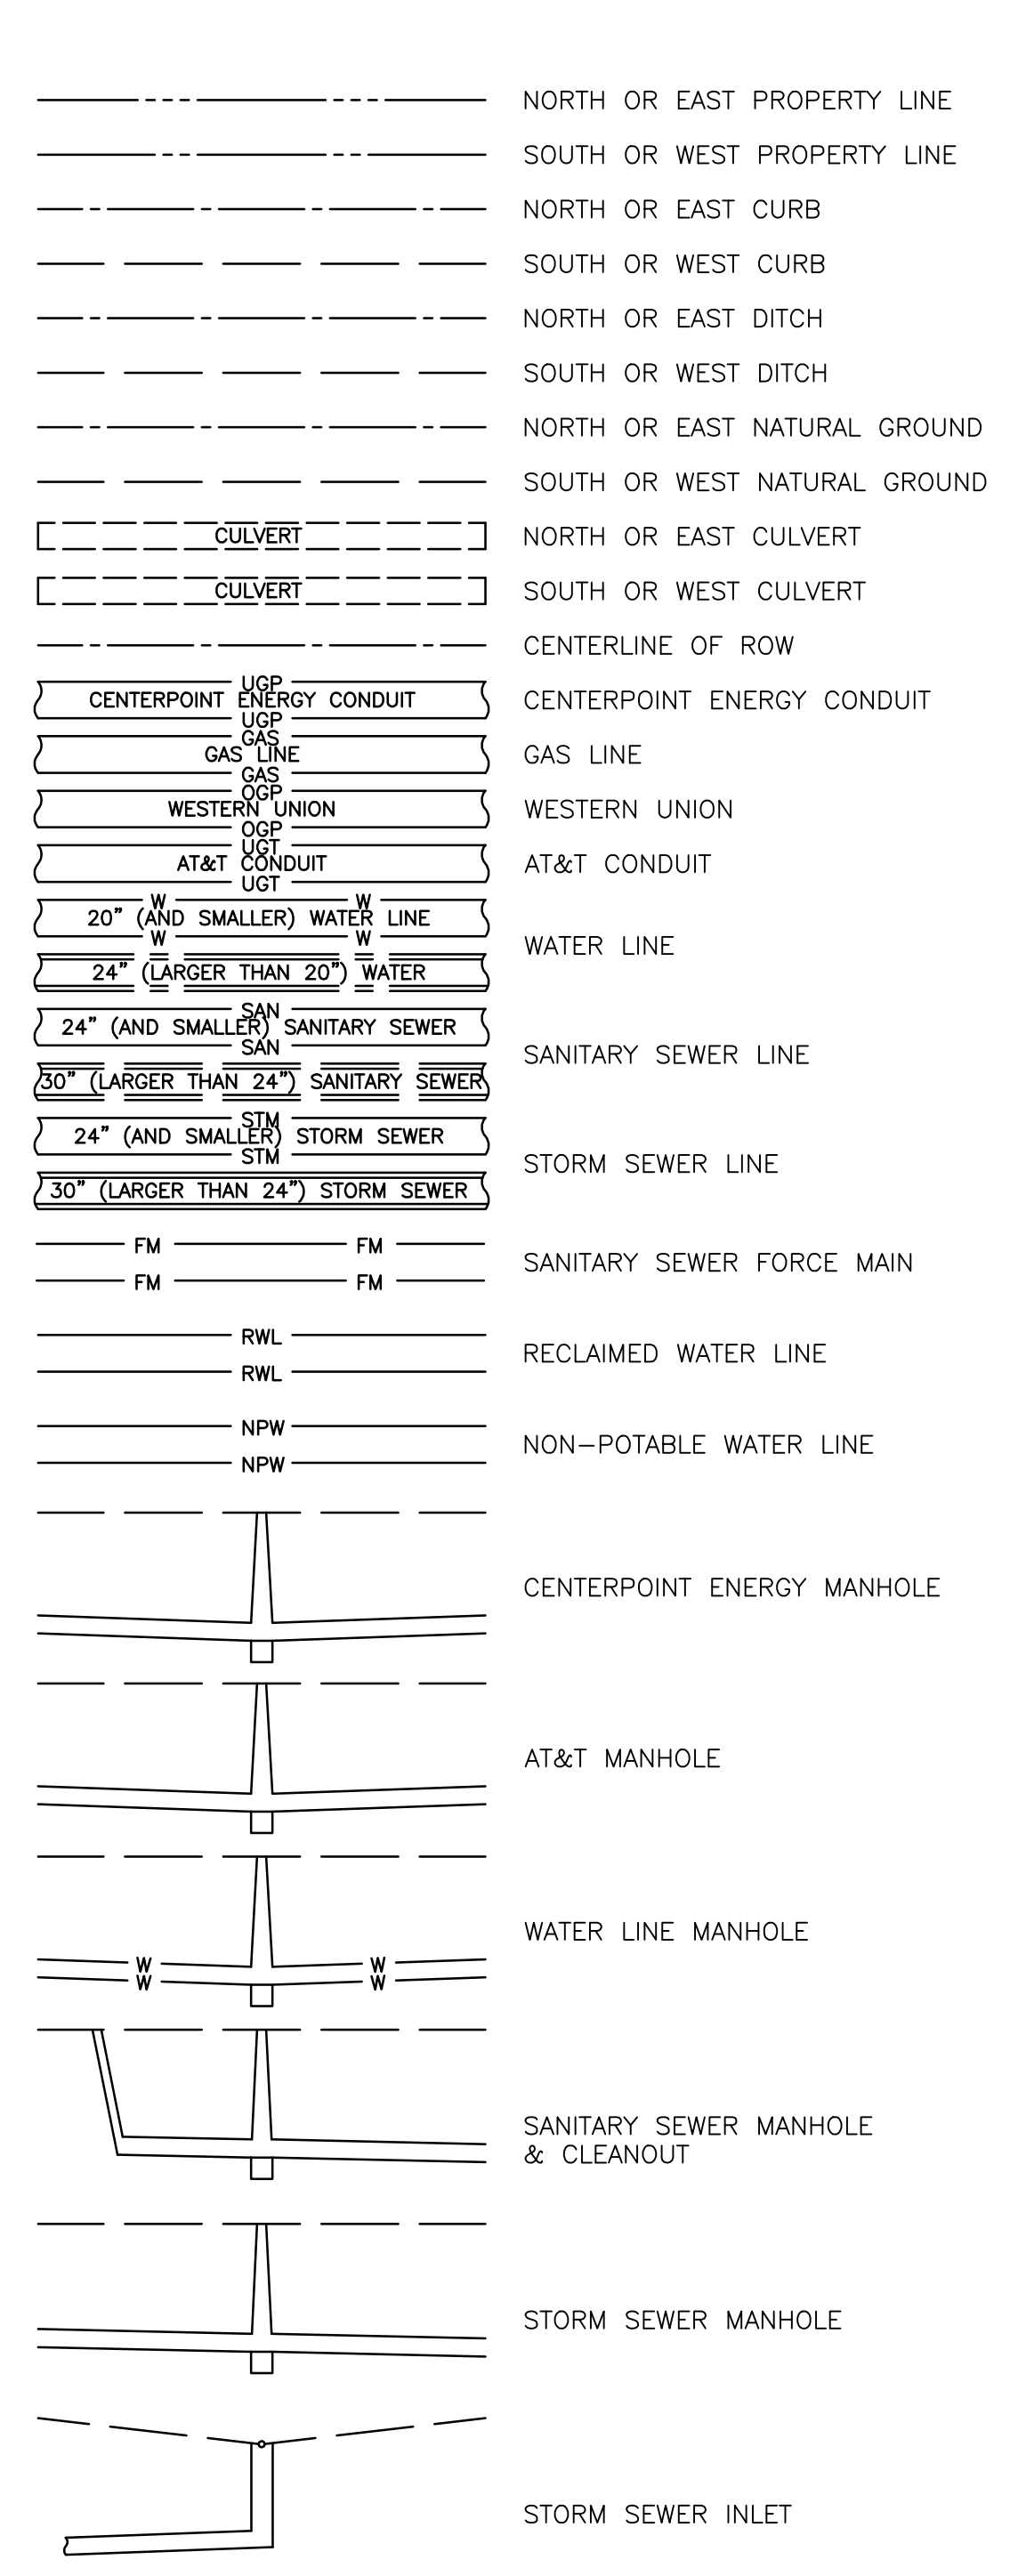 NORTH OR EAST PROPERTY LINE
SOUTH OR WEST PROPERTY LINE
NORTH OR EAST CURB
SOUTH OR WEST CURB
NORTH OR EAST DITCH
SOUTH OR WEST DITCH
NORTH OR EAST NATURAL GROUND
SOUTH OR WEST NATURAL GROUND
CULVERT NORTH OR EAST CULVERT
CULVERT SOUTH OR WEST CULVERT
CENTERLINE OF ROW
UGP
CENTERPOINT ENERGY CONDUIT CENTERPOINT ENERGY CONDUIT
UGP
GAS
GAS LINE GAS LINE
GAS
OGP
WESTERN UNION WESTERN UNION
OGP
UGT
AT&T CONDUIT AT&T CONDUIT
UGT
W W
20” (AND SMALLER) WATER LINE
W W
WATER LINE
24” (LARGER THAN 20”) WATER
SAN
24” (AND SMALLER) SANITARY SEWER
SAN
SANITARY SEWER LINE
30” (LARGER THAN 24”) SANITARY SEWER
STM
24” (AND SMALLER) STORM SEWER
STM
STORM SEWER LINE
30” (LARGER THAN 24”) STORM SEWER
FM FM
SANITARY SEWER FORCE MAIN
FM FM
RWL
RECLAIMED WATER LINE
RWL
NPW
NON-POTABLE WATER LINE
NPW
CENTERPOINT ENERGY MANHOLE
AT&T MANHOLE
WATER LINE MANHOLE
W W
W W
SANITARY SEWER MANHOLE
& CLEANOUT
STORM SEWER MANHOLE
STORM SEWER INLET